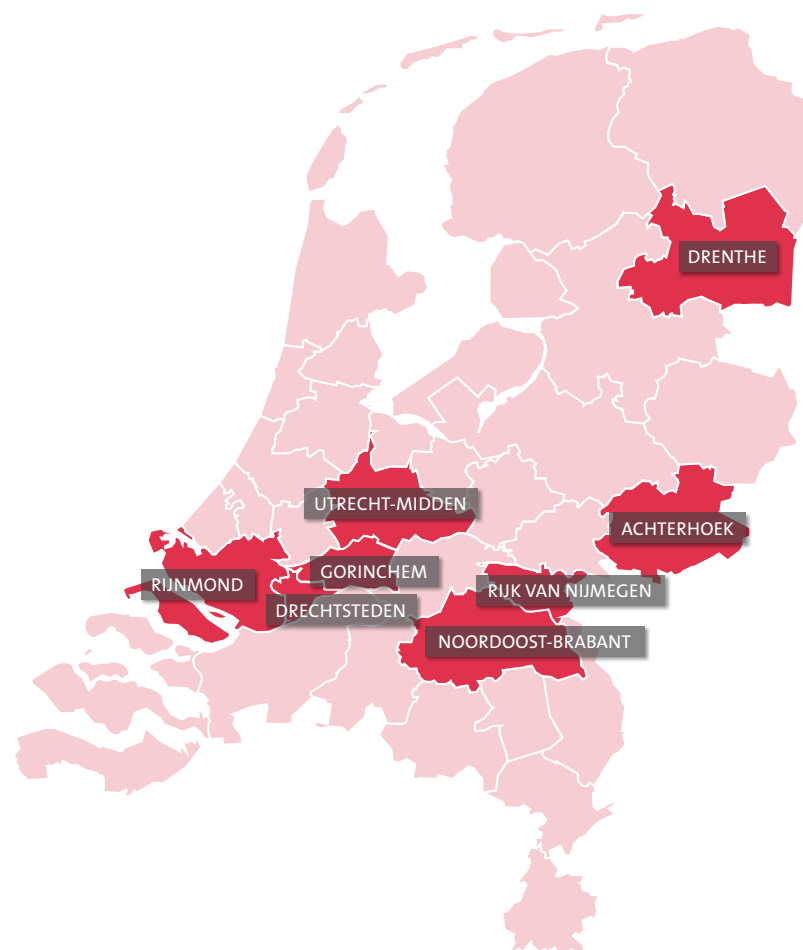 DRENTHE
UTRECHT-MIDDEN
ACHTERHOEK
GORINCHEM
RIJNMOND
RIJK VAN NIJMEGEN
DRECHTSTEDEN
NOORDOOST-BRABANT